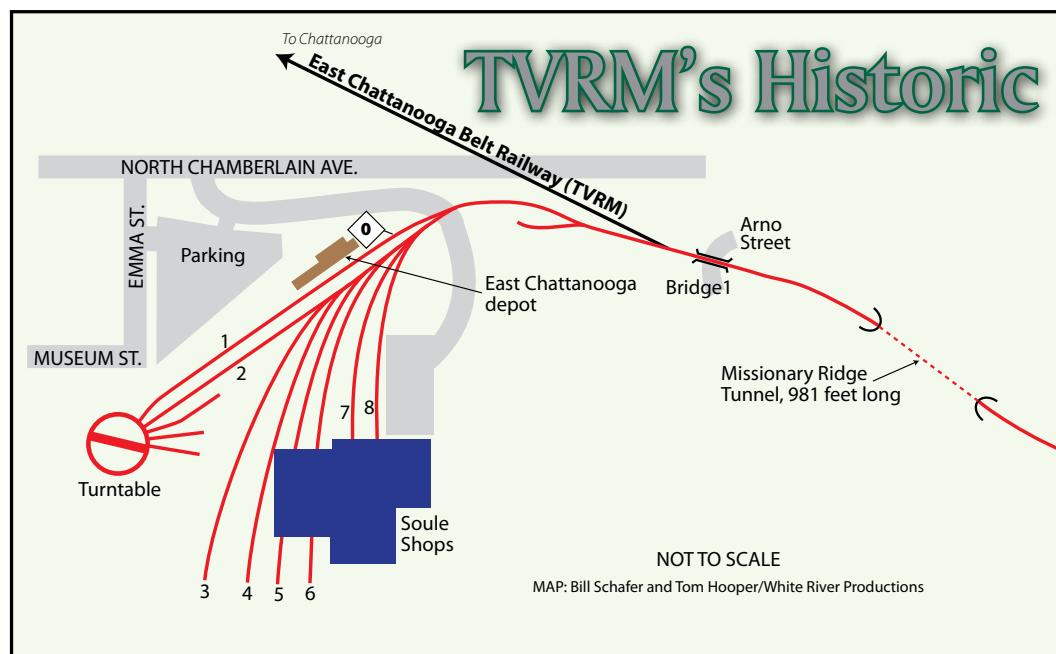 To Chattanooga
TVRM's Historic
East Chattanooga Belt Railway (TVRM)
NORTH CHAMBERLAIN AVE.
EMMA ST.
Parking
0
Arno
Street
East Chattanooga
depot
Bridge1
1
2
MUSEUM ST.
Missionary Ridge
Tunnel, 981 feet long
7
8
Turntable
Soule
Shops
NOT TO SCALE
MAP: Bill Schafer and Tom Hooper/White River Productions
3
4
5
6